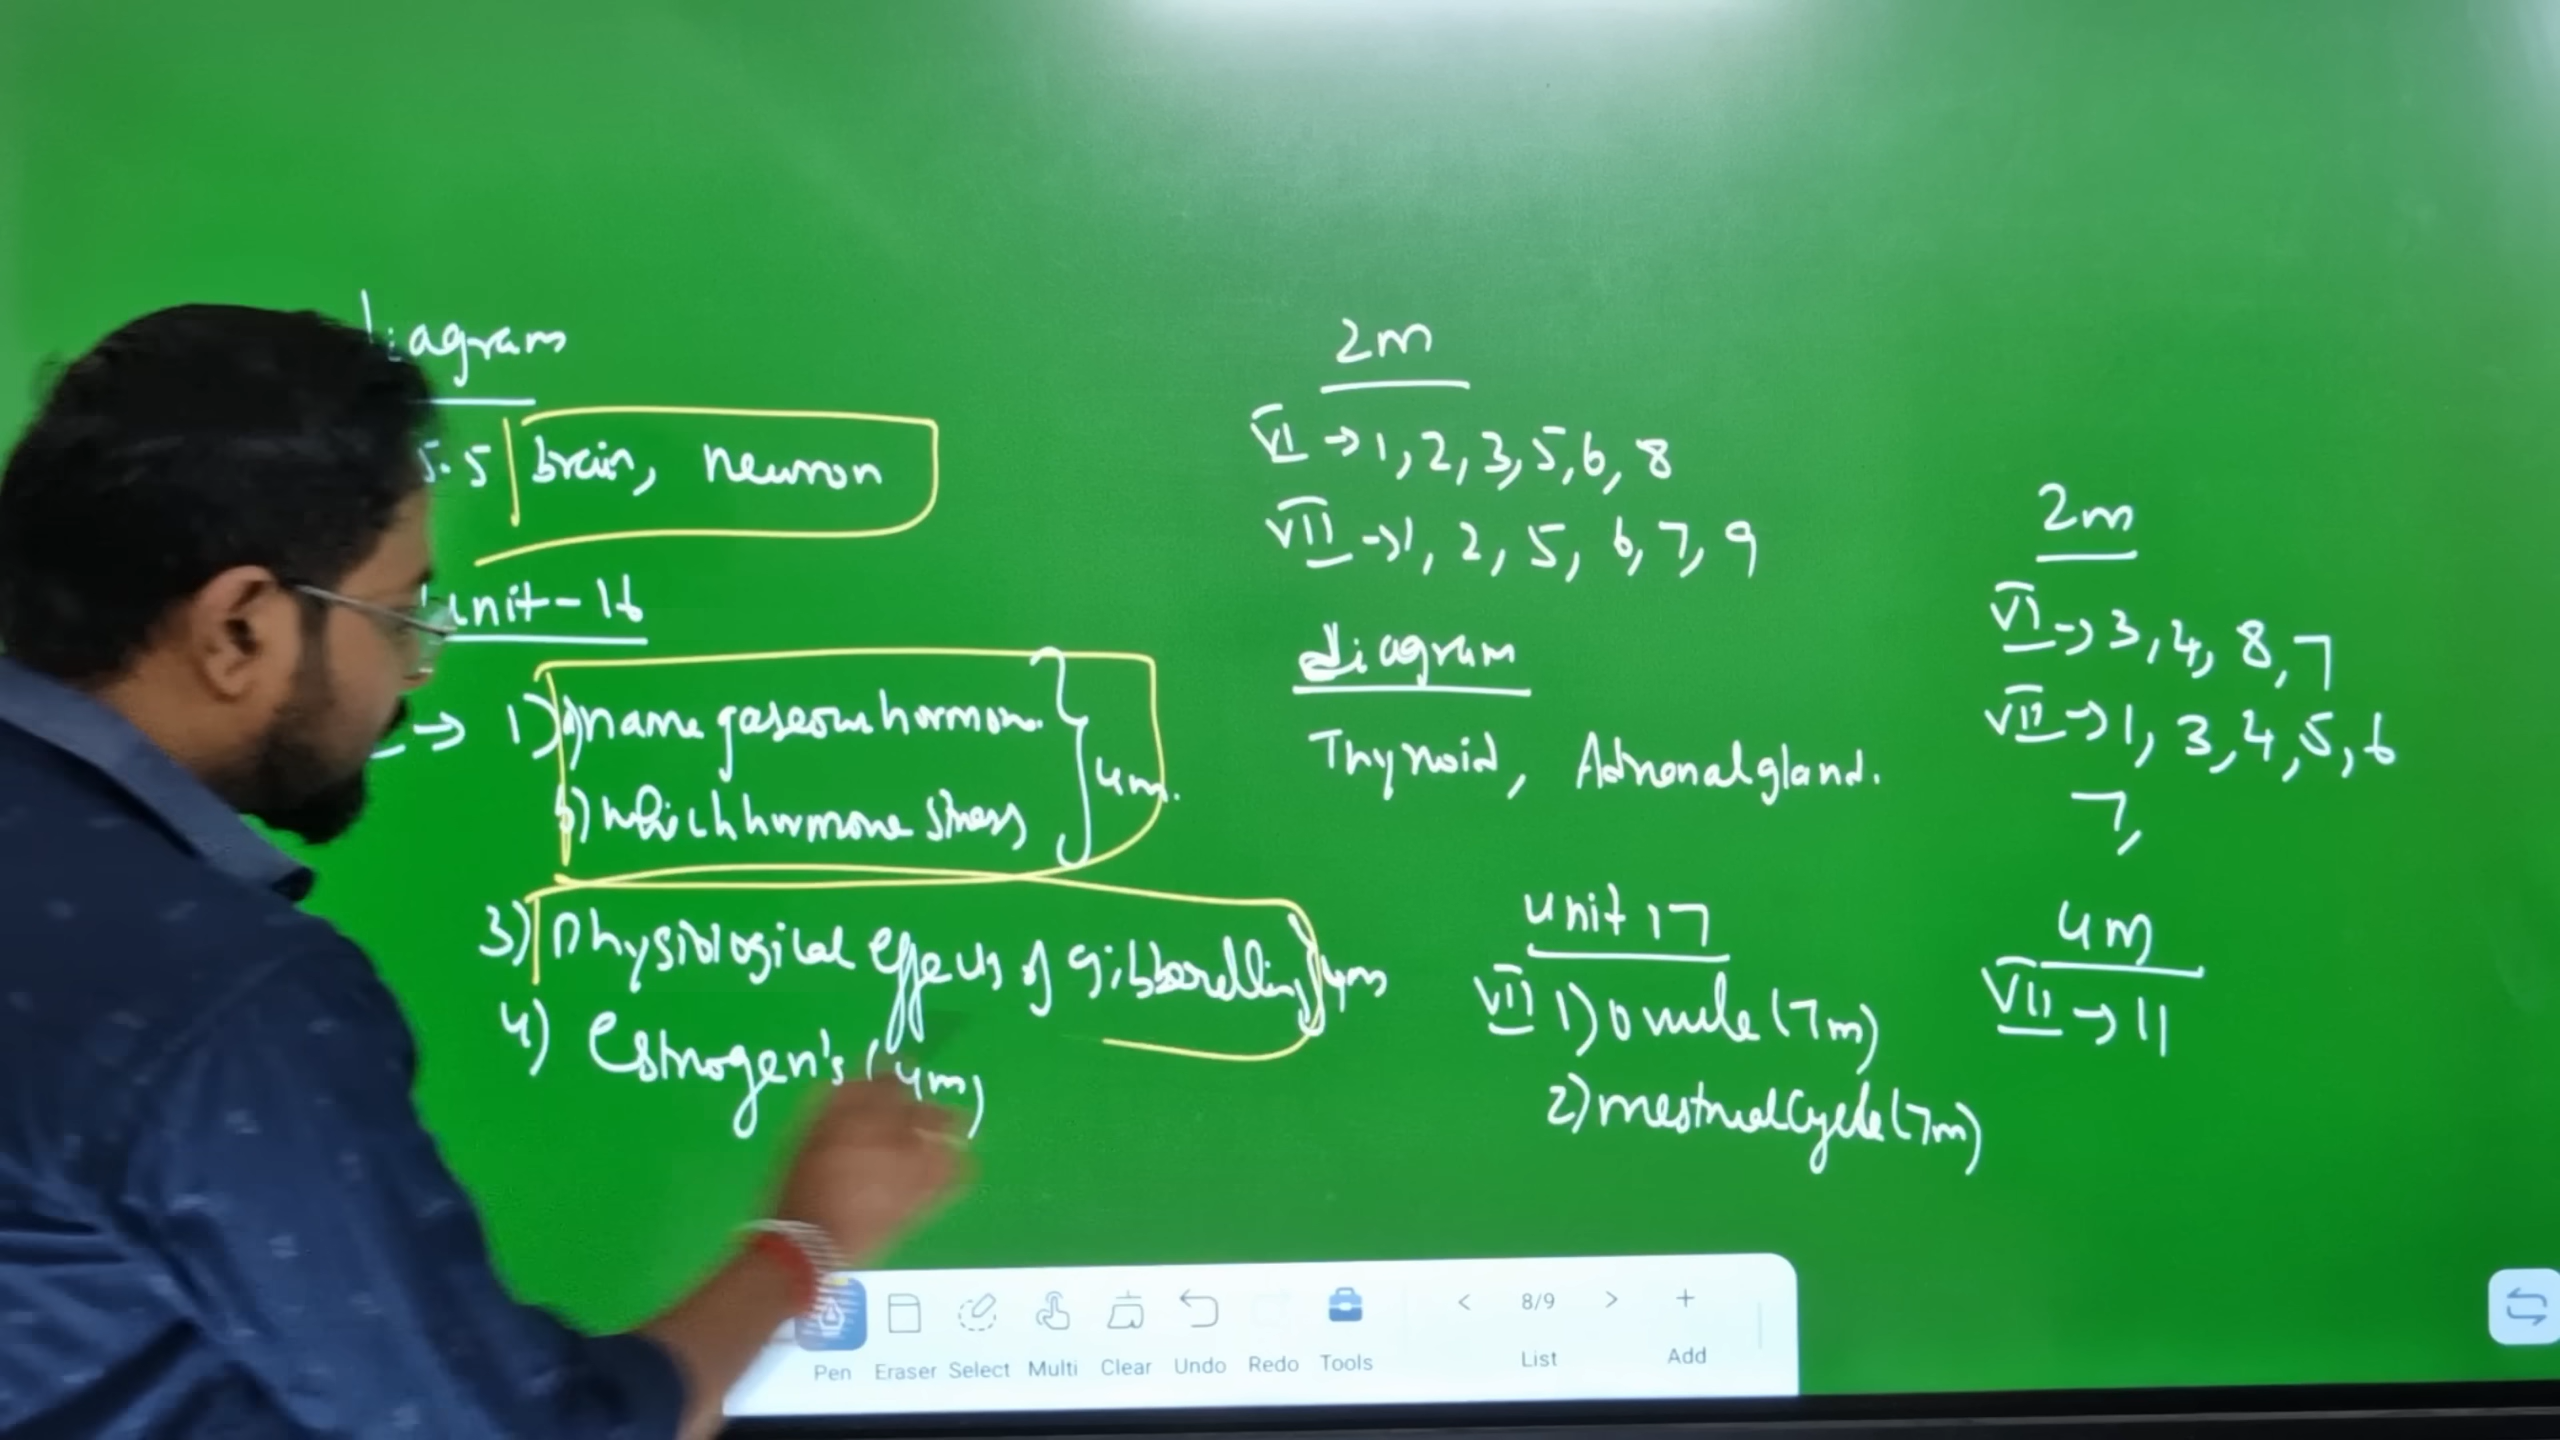 diagram
5.5 brain, neuron
unit-16
→ 1) a) name gaseous hormon.
b) which hormone stress } 4m.
3) Physiological effects of gibberellins 4m
4) Estrogen's (4m)
2m
VI → 1, 2, 3, 5, 6, 8
VII → 1, 2, 5, 6, 7, 9
diagram
Thyroid, Adrenal gland.
unit 17
VII 1) ovule (7m)
2) mestrual cycle (7m)
2m
VI → 3, 4, 8, 7
VII → 1, 3, 4, 5, 6
7,
4m
VII → 11
Pen Eraser Select Multi Clear Undo Redo Tools < 8/9 > List + Add